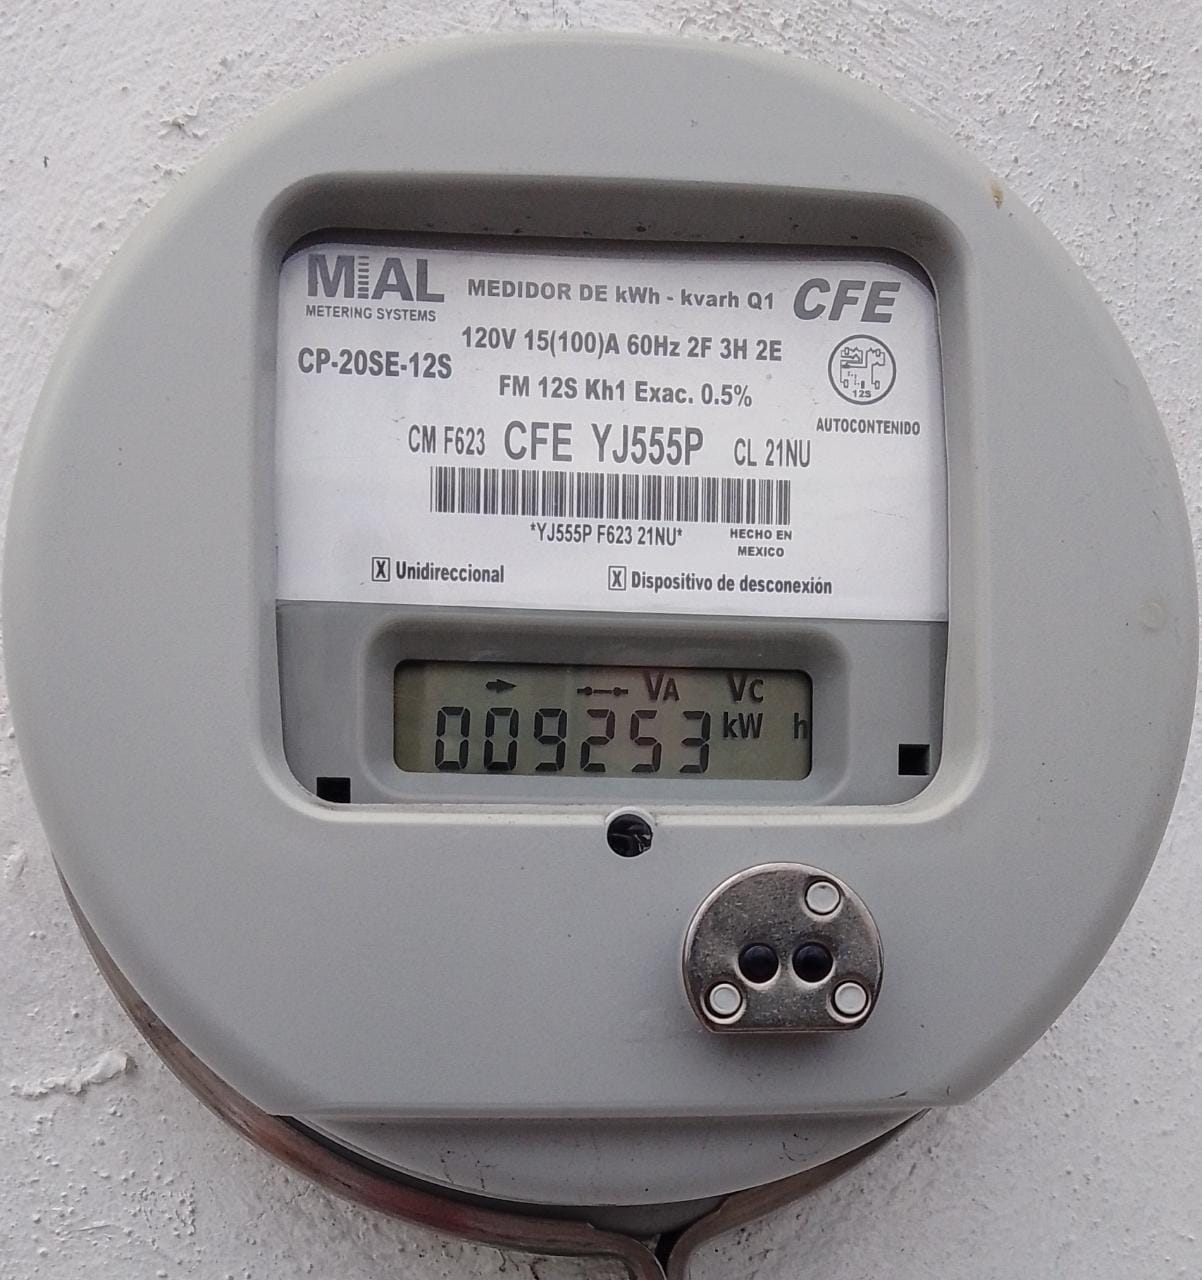 MIAL
METERING SYSTEMS
MEDIDOR DE kWh - kvarh Q1
CFE
120V 15(100)A 60Hz 2F 3H 2E
CP-20SE-12S
FM 12S Kh1 Exac. 0.5%
12S
AUTOCONTENIDO
CM F623 CFE YJ555P CL 21NU
*YJ555P F623 21NU*
HECHO EN
MEXICO
X Unidireccional
X Dispositivo de desconexión
VA VC
009253 kW h